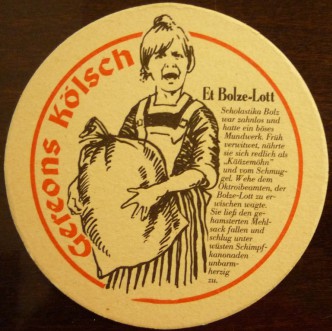 Gereons Kölsch
Et Bolze-Lott
Scholastika Bolz
war zahnlos und
hatte ein böses
Mundwerk. Früh
verwitwet, nährte
sie sich redlich als
„Käazemöhn"
und vom Schmug-
gel. Wehe dem
Oktroibeamten, der
Bolze-Lott zu er-
wischen wagte.
Sie ließ den ge-
hamsterten Mehl-
sack fallen und
schlug unter
wüsten Schimpf-
kanonaden
unbarm-
herzig
zu.